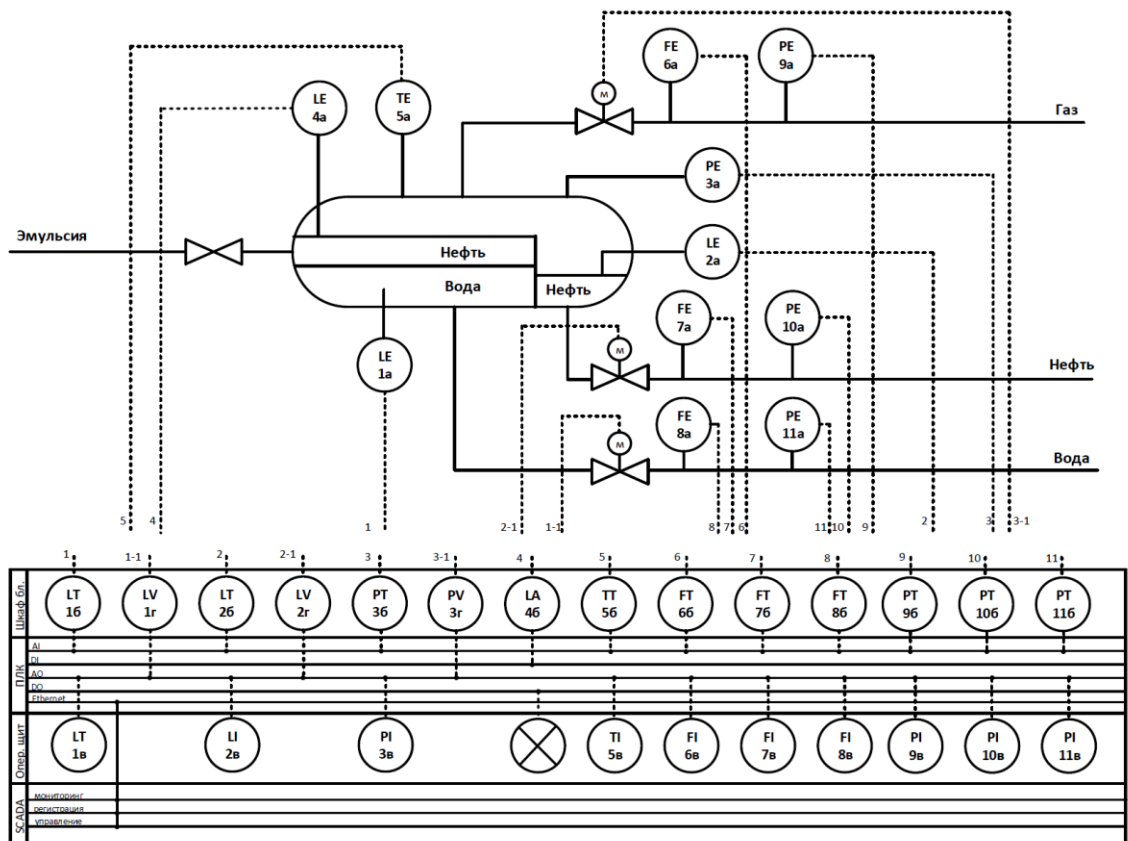 FE
6а
PE
9а
LE
4а
TE
5а
М
Газ
PE
3а
Эмульсия
Нефть
LE
2а
Вода
Нефть
FE
7а
PE
10а
М
LE
1а
Нефть
FE
8а
PE
11а
М
Вода
5 4 1 2-1 1-1 8 7 6 11 10 9 2 3 3-1
1 1-1 2 2-1 3 3-1 4 5 6 7 8 9 10 11
Шкаф бл.
LT LV LT LV PT PV LA TT FT FT FT PT PT PT
1б 1г 2б 2г 3б 3г 4б 5б 6б 7б 8б 9б 10б 11б
ПЛК
AI
DI
AO
DO
Ethernet
Опер. щит
LT LI PI TI FI FI FI PI PI PI
1в 2в 3в 5в 6в 7в 8в 9в 10в 11в
SCADA
мониторинг
регистрация
управление